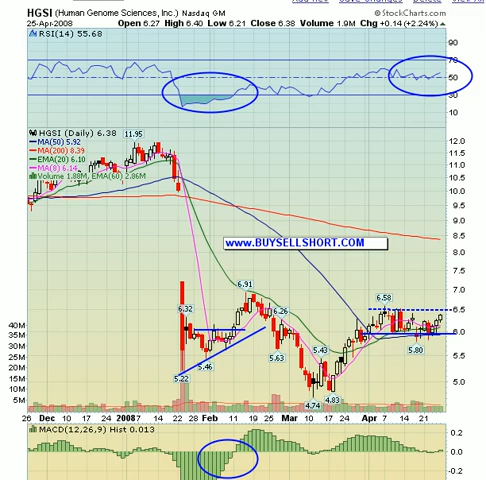 HGSI (Human Genome Sciences, Inc.) Nasdaq GM
© StockCharts.com
25-Apr-2008
Open 6.27 High 6.40 Low 6.21 Close 6.38 Volume 1.9M Chg +0.14 (+2.24%)
RSI(14) 55.68
90
70
50
30
10
HGSI (Daily) 6.38
MA(50) 5.92
MA(200) 8.39
EMA(20) 6.10
MA(8) 6.14
Volume 1.88M, EMA(60) 2.86M
11.95
12.0
11.5
11.0
10.5
10.0
9.5
9.0
8.5
8.0
7.5
7.0
6.5
6.0
5.5
5.0
www.BUYSELLSHORT.COM
6.91
6.58
6.32
6.26
5.80
5.63
5.43
5.46
5.22
4.83
4.74
40M
35M
30M
25M
20M
15M
10M
5M
26 Dec 10 17 24 2008 14 22 Feb 11 19 25 Mar 10 17 24 Apr 7 14 21
MACD(12,26,9) Hist 0.013
0.2
0.0
-0.2